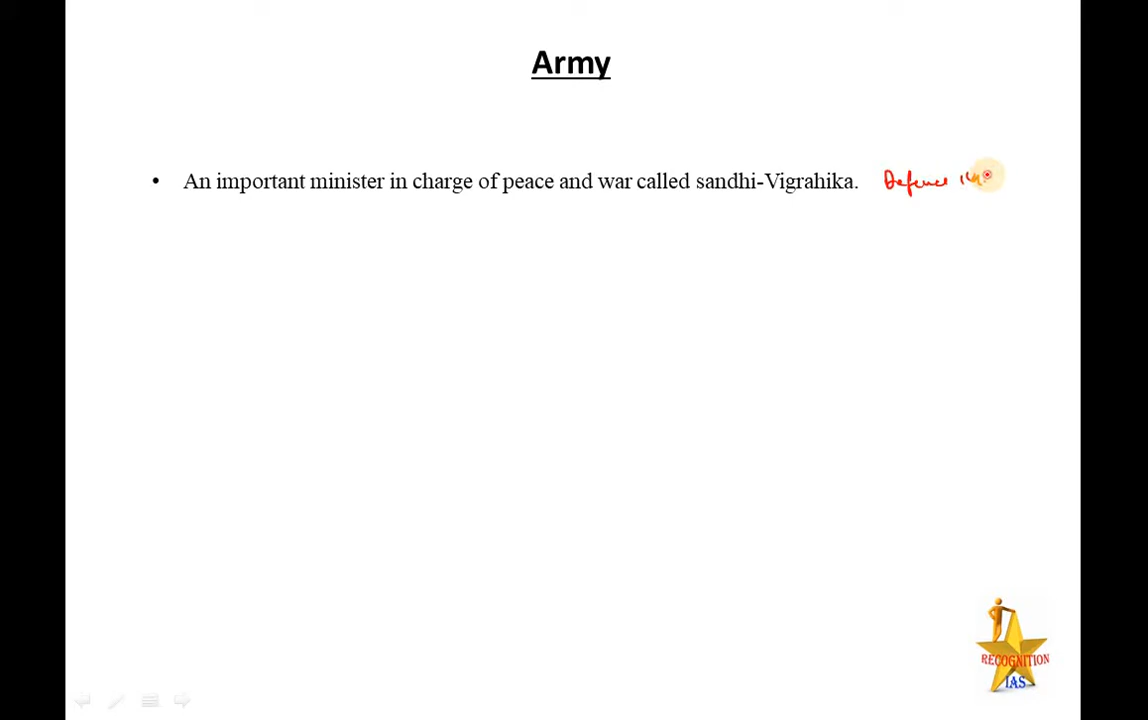 Army
• An important minister in charge of peace and war called sandhi-Vigrahika. Defence
RECOGNITION
IAS